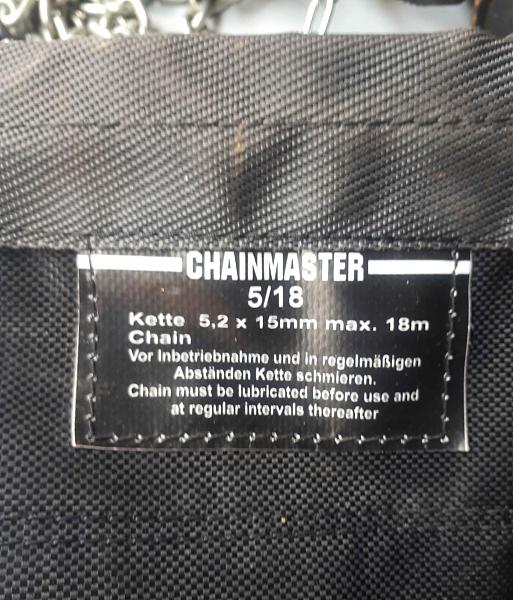 CHAINMASTER
5/18
Kette 5,2 x 15mm max. 18m
Chain
Vor Inbetriebnahme und in regelmäßigen
Abständen Kette schmieren.
Chain must be lubricated before use and
at regular intervals thereafter